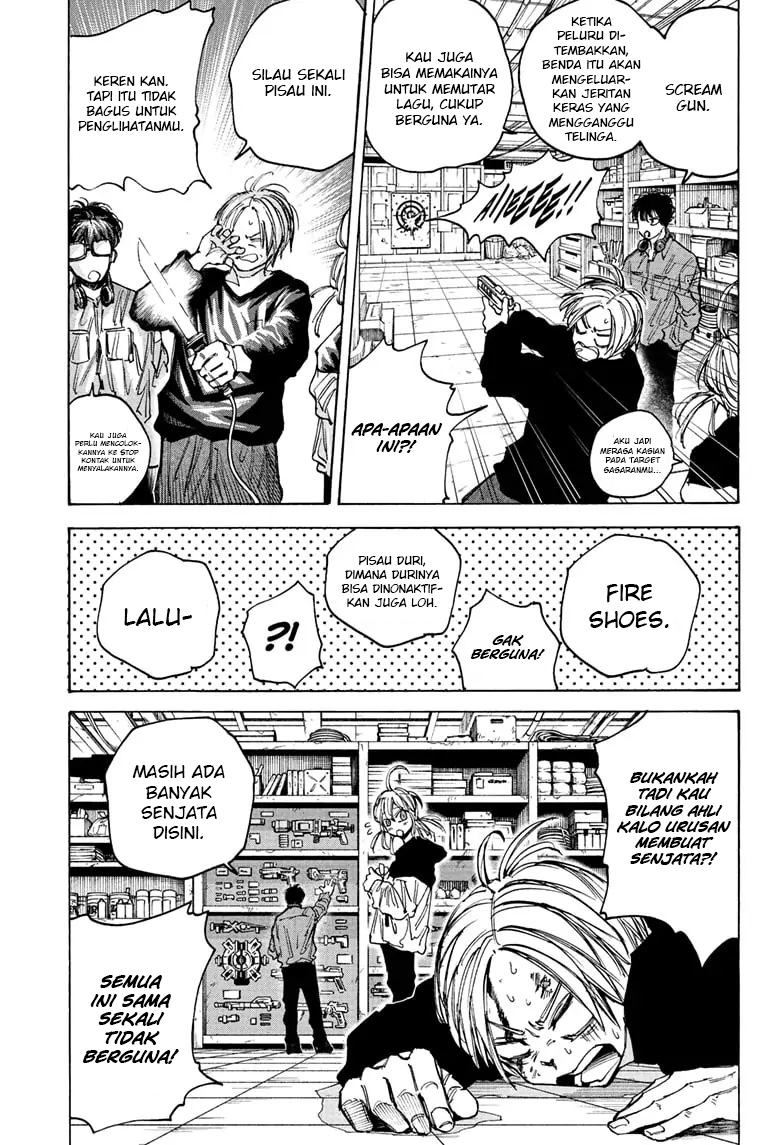 SCREAM
GUN.
KETIKA
PELURU DI-
TEMBAKKAN,
BENDA ITU AKAN
MENGELUAR-
KAN JERITAN
KERAS YANG
MENGGANGGU
TELINGA.
KAU JUGA
BISA MEMAKAINYA
UNTUK MEMUTAR
LAGU, CUKUP
BERGUNA YA.
AIIEEEEE!!
APA-APAAN
INI?!
AKU JADI
MERASA KASIAN
PADA TARGET
SASARANMU...
SILAU SEKALI
PISAU INI.
KEREN KAN.
TAPI ITU TIDAK
BAGUS UNTUK
PENGLIHATANMU.
KAU JUGA
PERLU MENCOLOK-
KANNYA KE STOP
KONTAK UNTUK
MENYALAKANNYA.
FIRE
SHOES.
GAK
BERGUNA!
PISAU DURI,
DIMANA DURINYA
BISA DINONAKTIF-
KAN JUGA LOH.
?!
LALU-
BUKANKAH
TADI KAU
BILANG AHLI
KALO URUSAN
MEMBUAT
SENJATA?!
MASIH ADA
BANYAK
SENJATA
DISINI.
SEMUA
INI SAMA
SEKALI
TIDAK
BERGUNA!